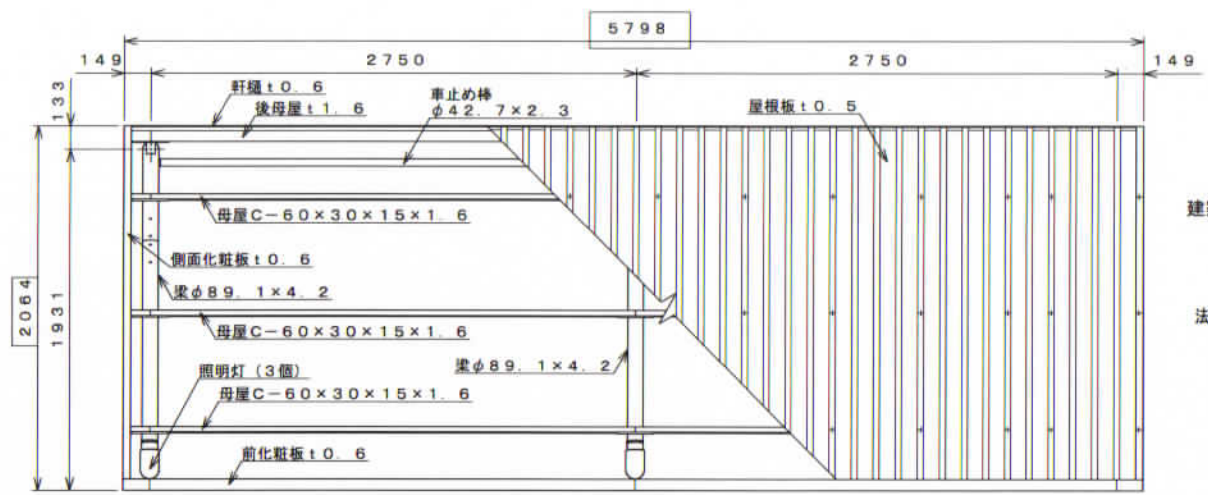 5798
149
2750
2750
149
133
軒樋t0.6
後母屋t1.6
車止め棒
φ42.7×2.3
屋根板t0.5
母屋C-60×30×15×1.6
側面化粧板t0.6
梁φ89.1×4.2
2064
1931
母屋C-60×30×15×1.6
照明灯(3個)
梁φ89.1×4.2
母屋C-60×30×15×1.6
前化粧板t0.6
法